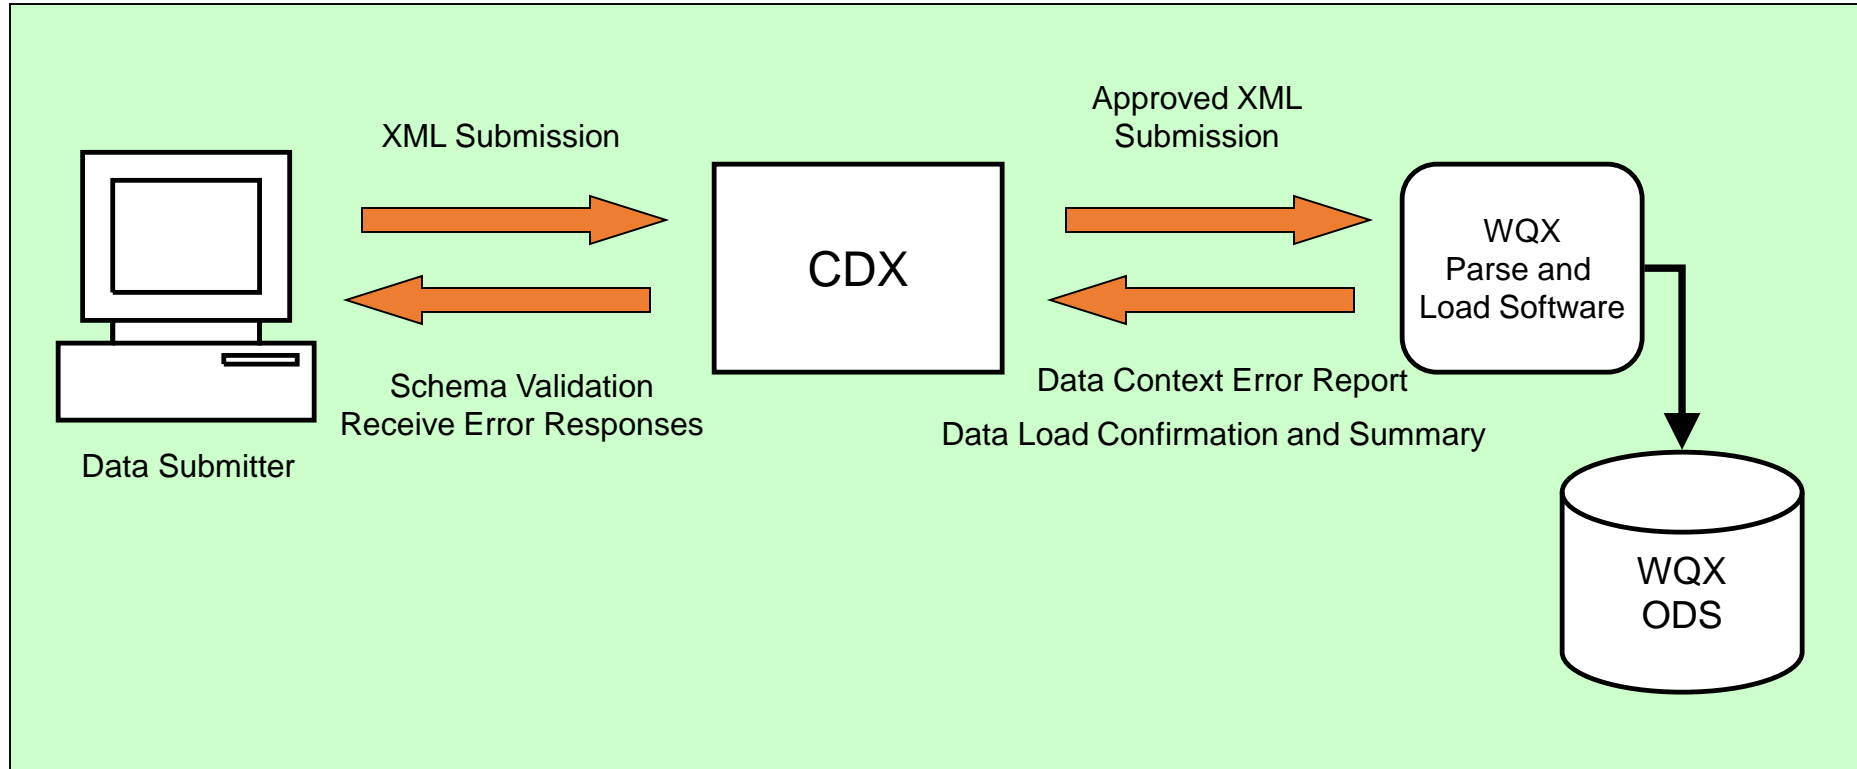 XML Submission
Approved XML
Submission
CDX
WQX
Parse and
Load Software
Schema Validation
Receive Error Responses
Data Context Error Report
Data Load Confirmation and Summary
Data Submitter
WQX
ODS